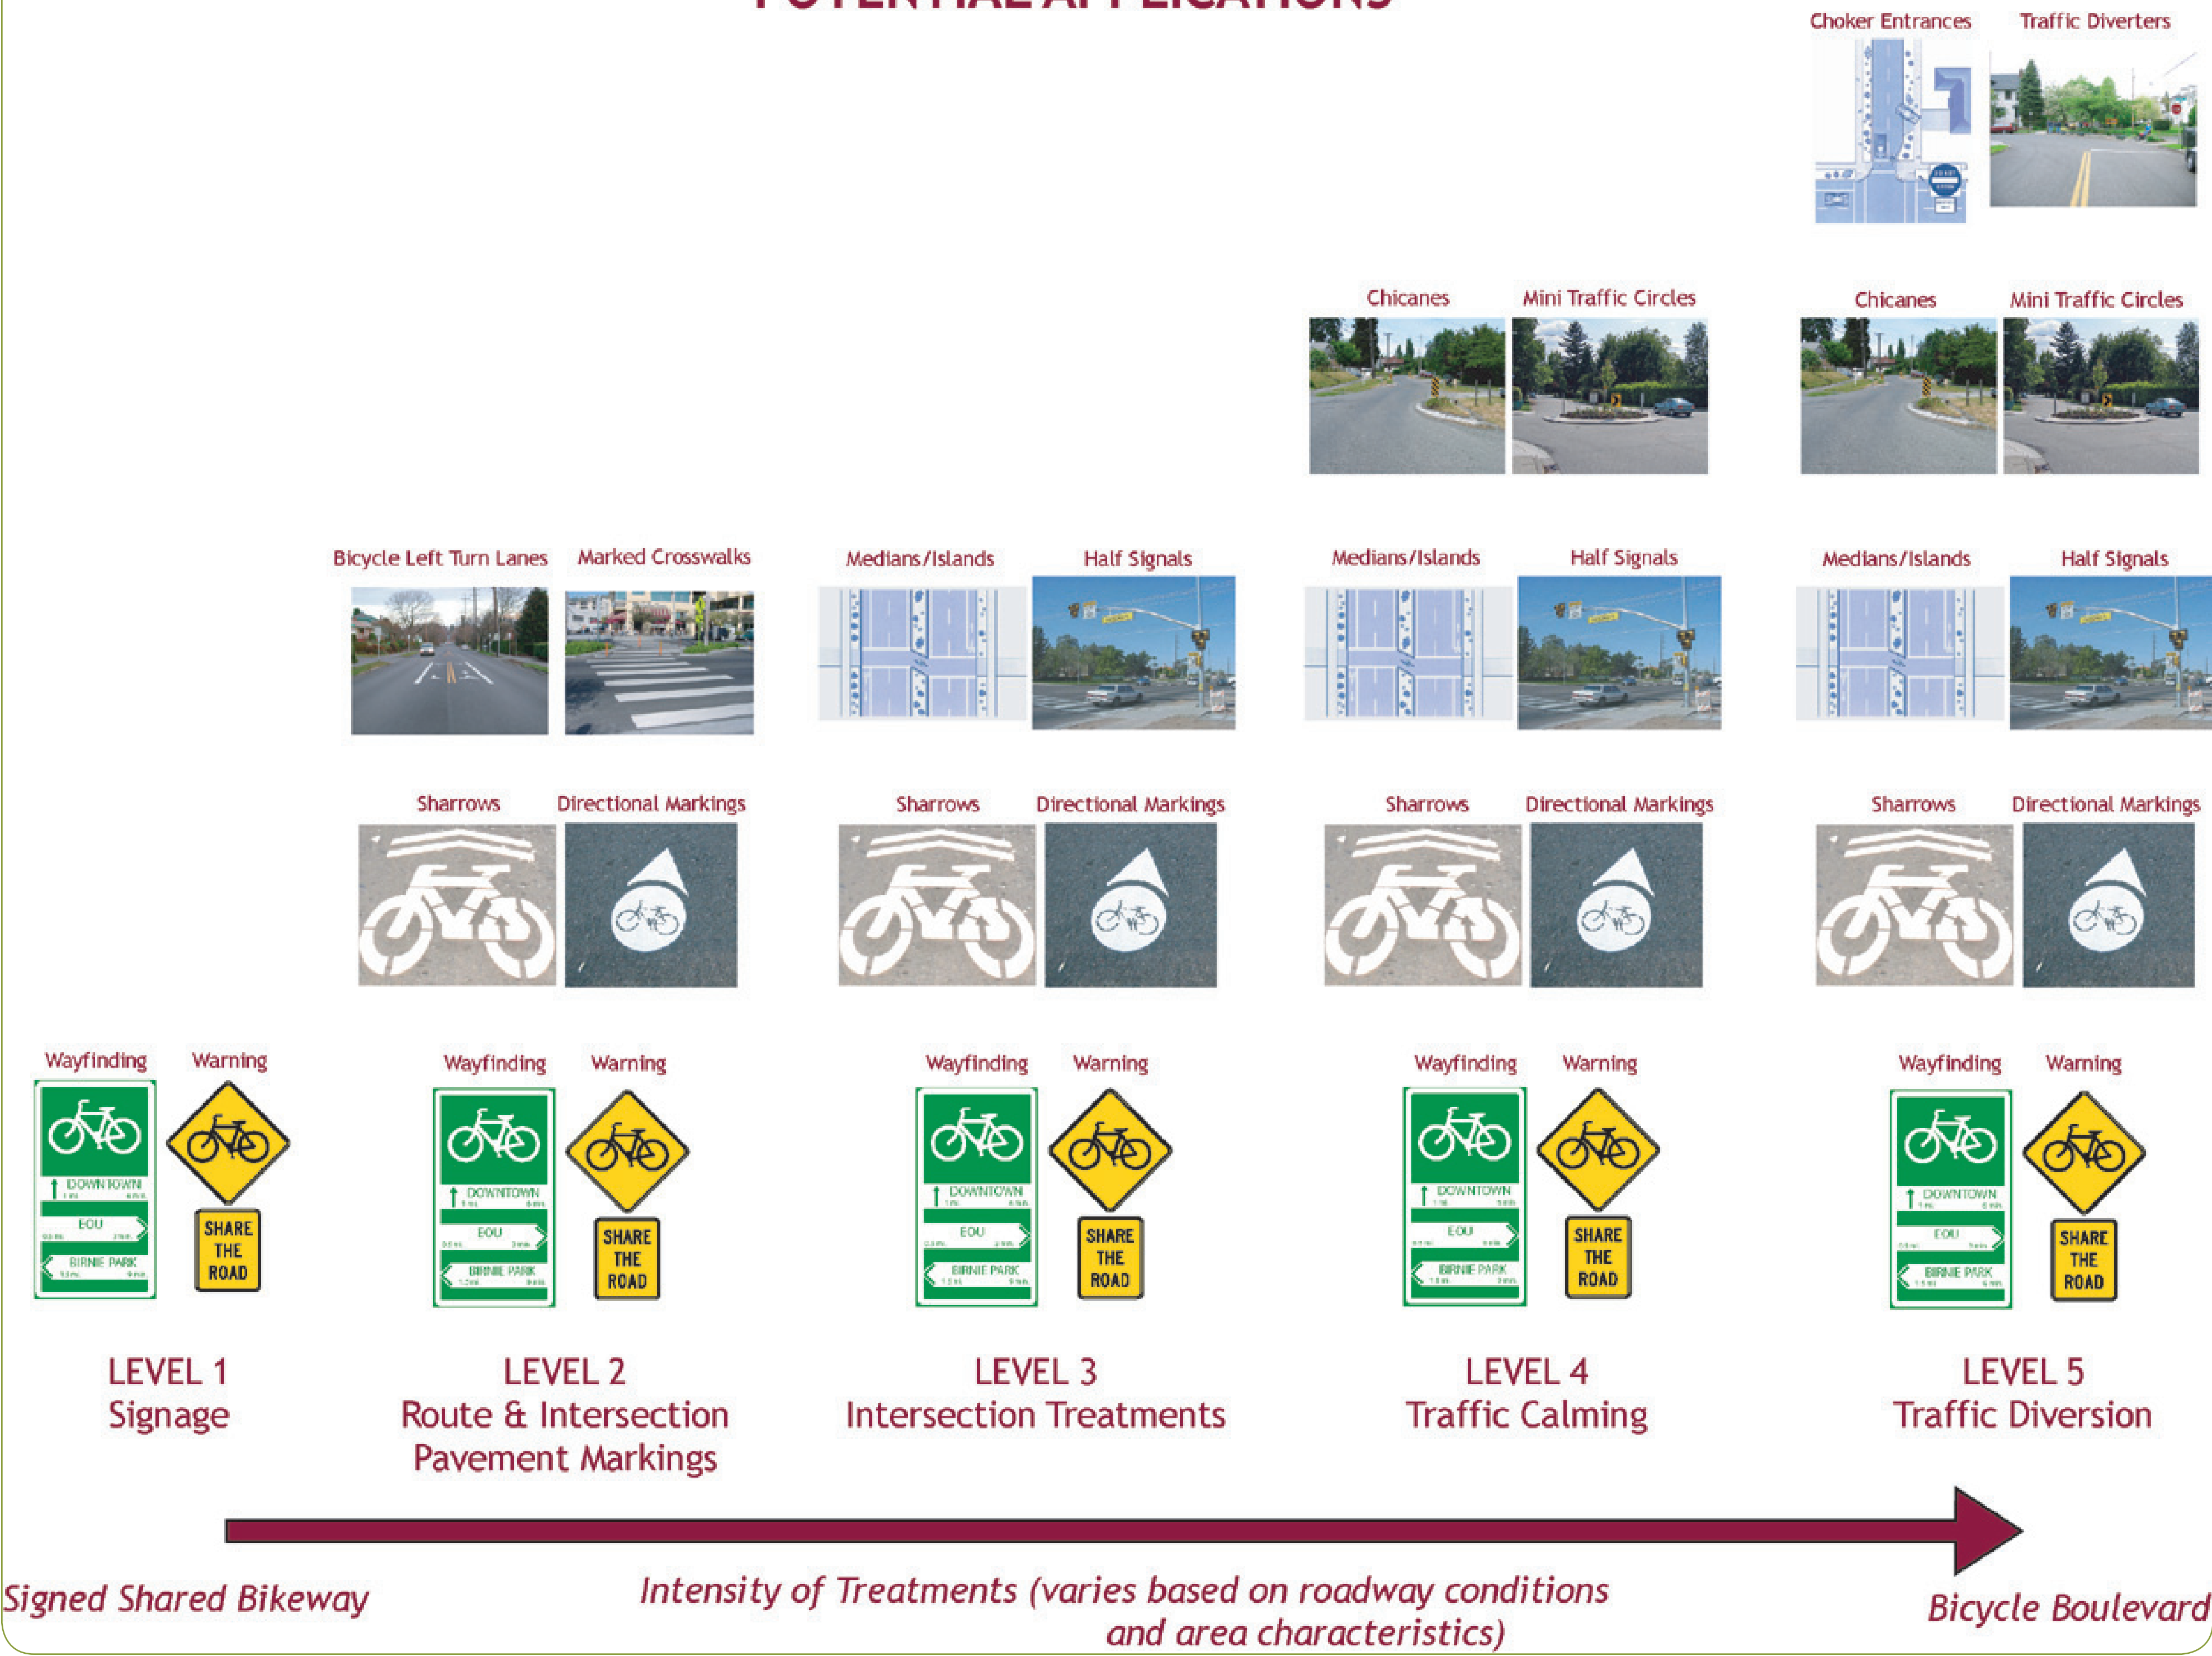 POTENTIAL APPLICATIONS
Choker Entrances Traffic Diverters
Chicanes Mini Traffic Circles Chicanes Mini Traffic Circles
Bicycle Left Turn Lanes Marked Crosswalks Medians/Islands Half Signals Medians/Islands Half Signals Medians/Islands Half Signals
Sharrows Directional Markings Sharrows Directional Markings Sharrows Directional Markings Sharrows Directional Markings
Wayfinding Warning Wayfinding Warning Wayfinding Warning Wayfinding Warning Wayfinding Warning
DOWNTOWN
EOU
BIRNIE PARK
SHARE
THE
ROAD
DOWNTOWN
EOU
BIRNIE PARK
SHARE
THE
ROAD
DOWNTOWN
EOU
BIRNIE PARK
SHARE
THE
ROAD
DOWNTOWN
EOU
BIRNIE PARK
SHARE
THE
ROAD
DOWNTOWN
EOU
BIRNIE PARK
SHARE
THE
ROAD
LEVEL 1
Signage
LEVEL 2
Route & Intersection
Pavement Markings
LEVEL 3
Intersection Treatments
LEVEL 4
Traffic Calming
LEVEL 5
Traffic Diversion
Signed Shared Bikeway
Intensity of Treatments (varies based on roadway conditions
and area characteristics)
Bicycle Boulevard